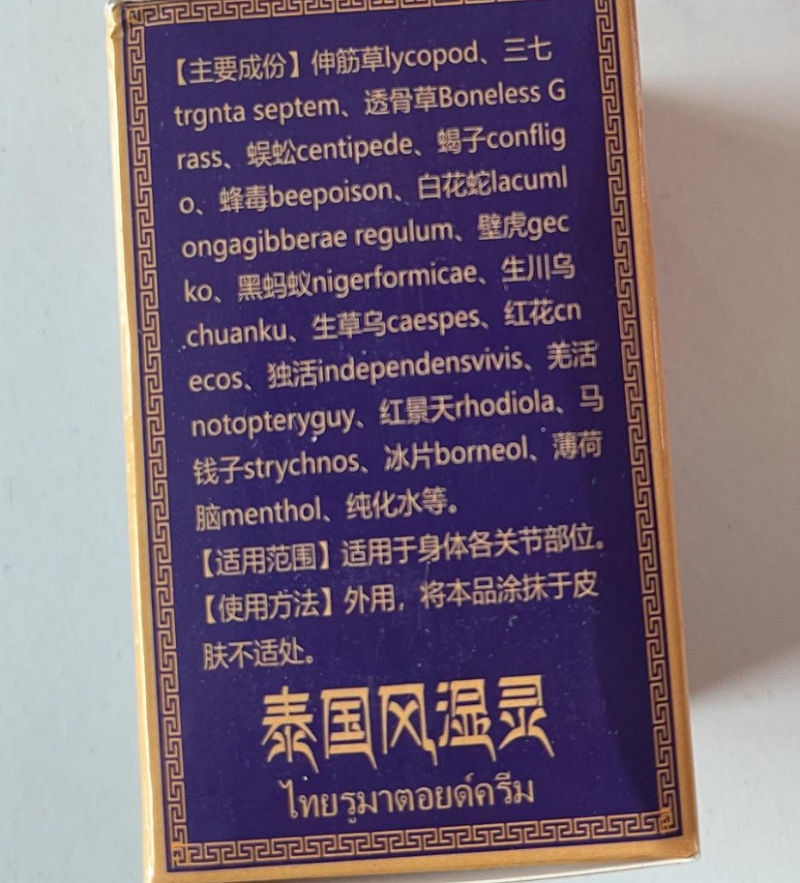 【主要成份】伸筋草lycopod、三七
trgnta septem、透骨草Boneless G
rass、蜈蚣centipede、蝎子conflig
o、蜂毒beepoison、白花蛇lacuml
ongagibberae regulum、壁虎gec
ko、黑蚂蚁nigerformicae、生川乌
chuanku、生草乌caespes、红花cn
ecos、独活independensvivis、羌活
notopteryguy、红景天rhodiola、马
钱子strychnos、冰片borneol、薄荷
脑menthol、纯化水等。
【适用范围】适用于身体各关节部位。
【使用方法】外用，将本品涂抹于皮
肤不适处。
泰国风湿灵
ไทยรูมาตอยด์ครีม